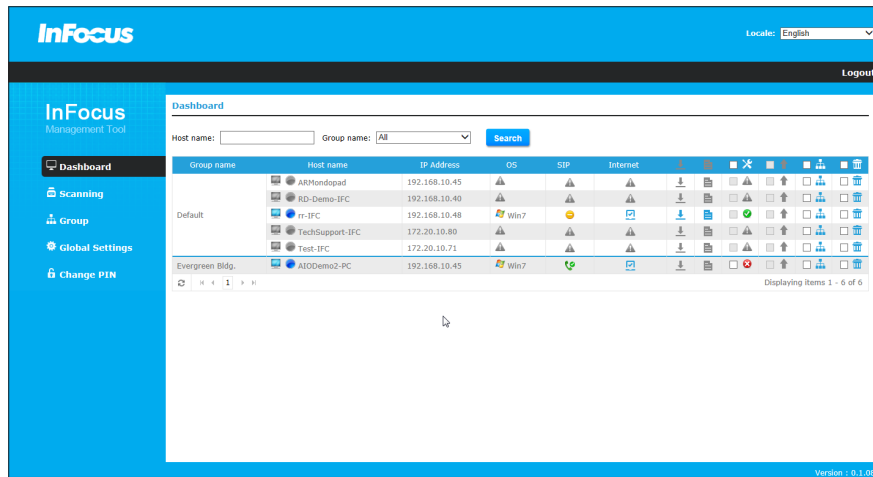 InFocus
Locale: English
Logout
InFocus
Management Tool
Dashboard
Scanning
Group
Global Settings
Change PIN
Dashboard
Host name: Group name: All Search
Group name Host name IP Address OS SIP Internet
ARMondopad 192.168.10.45
RD-Demo-IFC 192.168.10.40
Default rr-IFC 192.168.10.48 Win7
TechSupport-IFC 172.20.10.80
Test-IFC 172.20.10.71
Evergreen Bldg. AIODemo2-PC 192.168.10.45 Win7
1 Displaying items 1 - 6 of 6
Version : 0.1.08